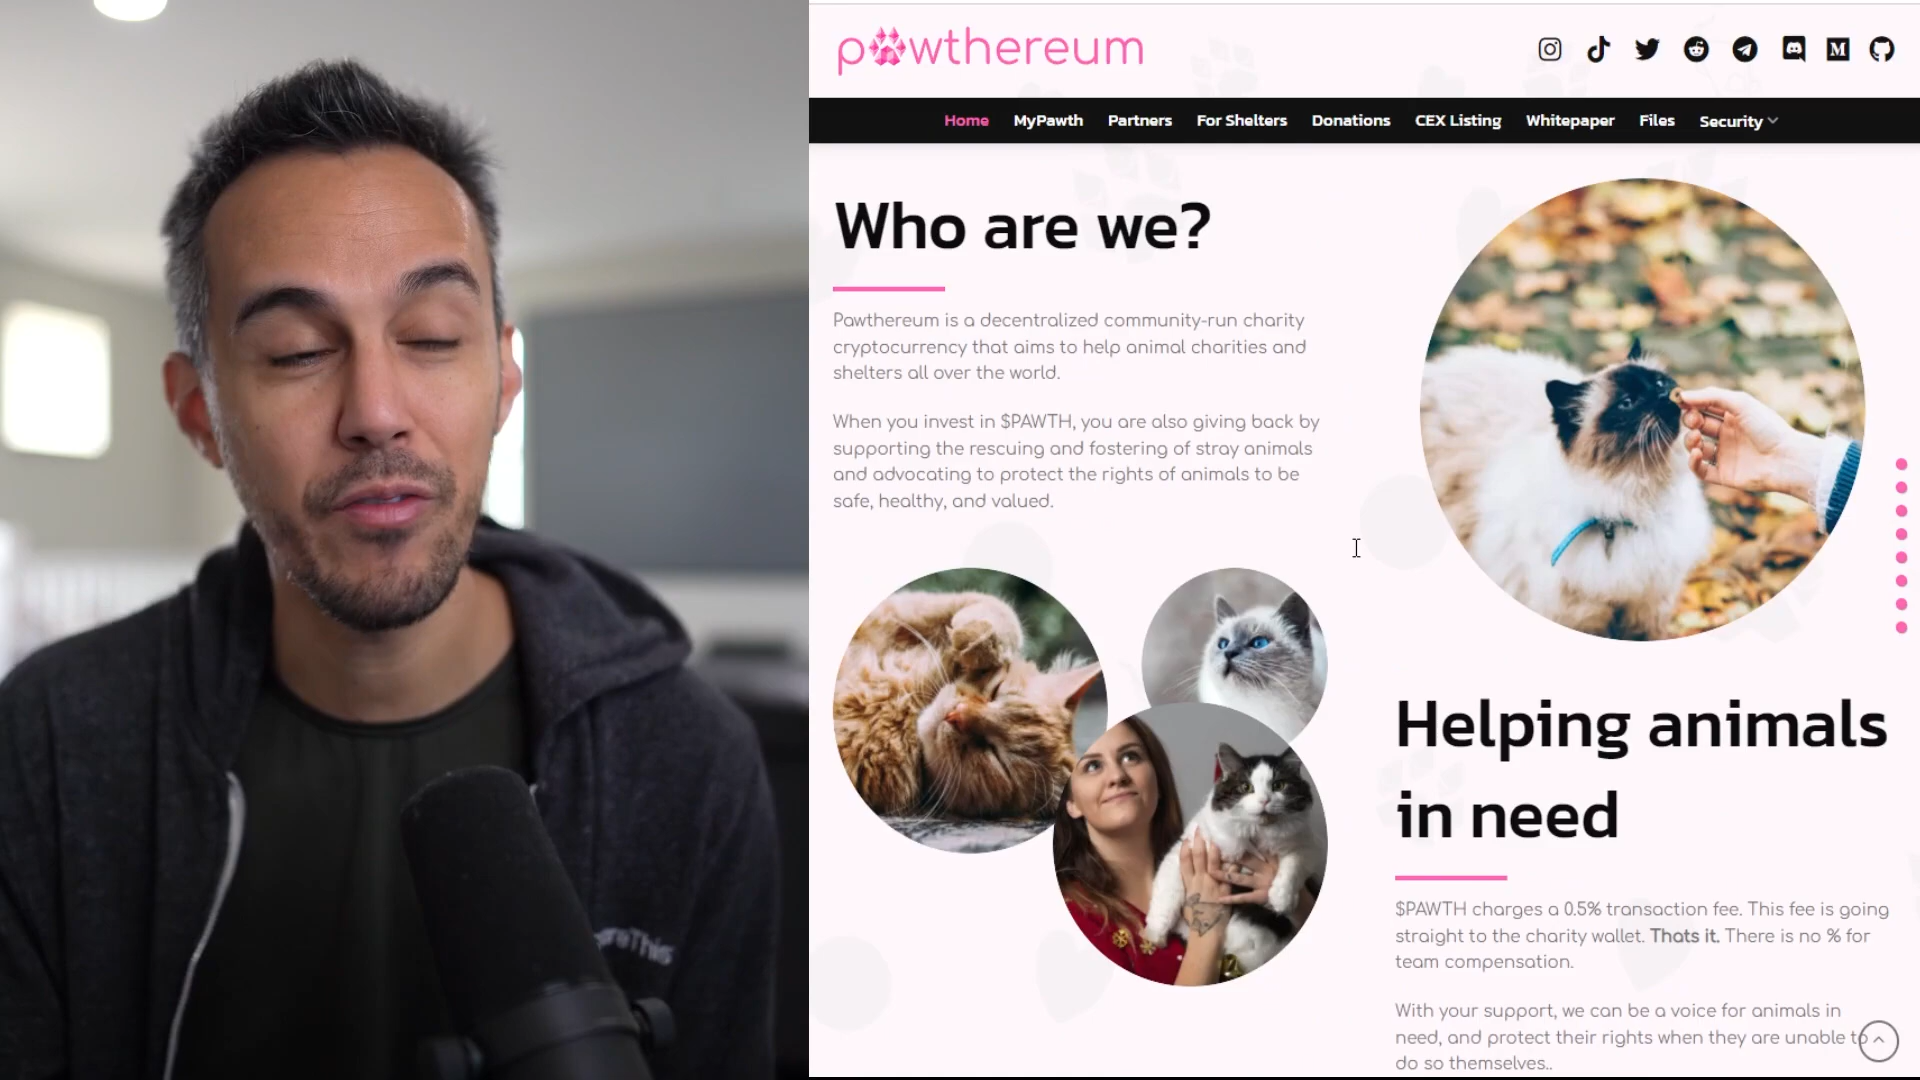 pawthereum
Home MyPawth Partners For Shelters Donations CEX Listing Whitepaper Files Security
Who are we?
Pawthereum is a decentralized community-run charity
cryptocurrency that aims to help animal charities and
shelters all over the world.
When you invest in $PAWTH, you are also giving back by
supporting the rescuing and fostering of stray animals
and advocating to protect the rights of animals to be
safe, healthy, and valued.
Helping animals
in need
$PAWTH charges a 0.5% transaction fee. This fee is going
straight to the charity wallet. Thats it. There is no % for
team compensation.
With your support, we can be a voice for animals in
need, and protect their rights when they are unable to
do so themselves..